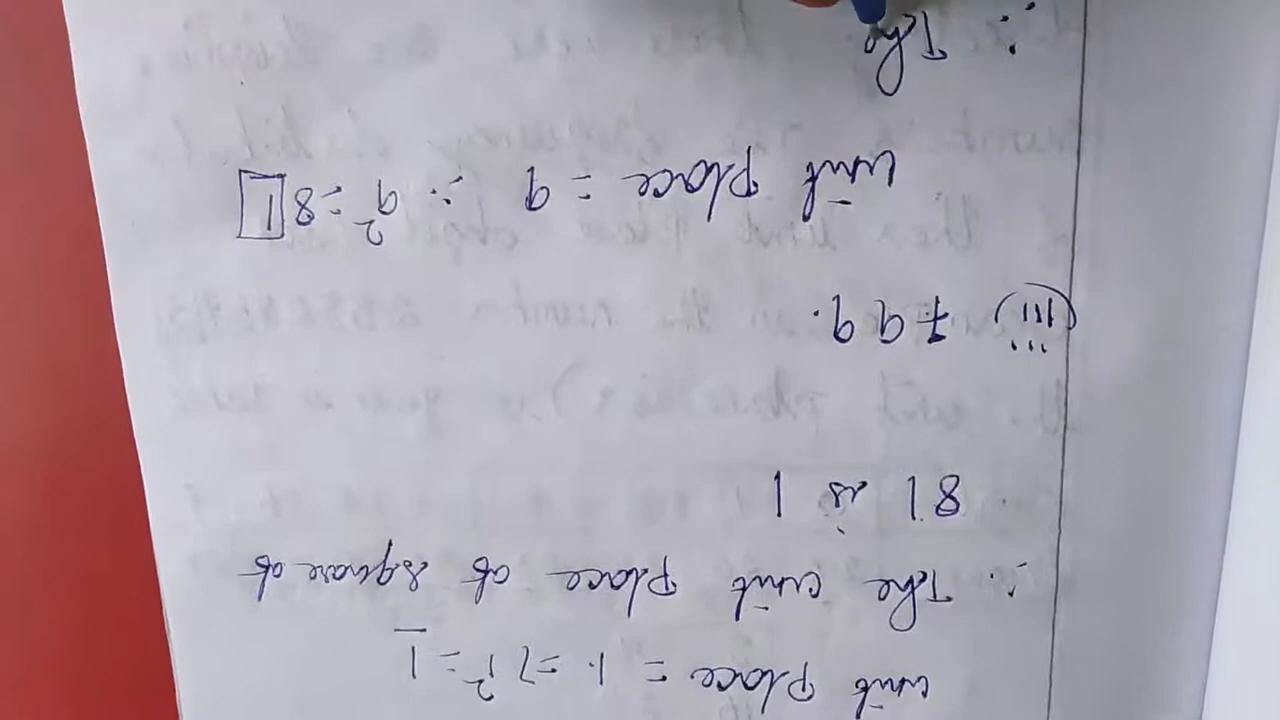 unit place = 1. => 1² = 1
∴ The unit place of square of
81 is 1
(iii) 799.
unit place = 9 ∴ 9² = 81
∴ The